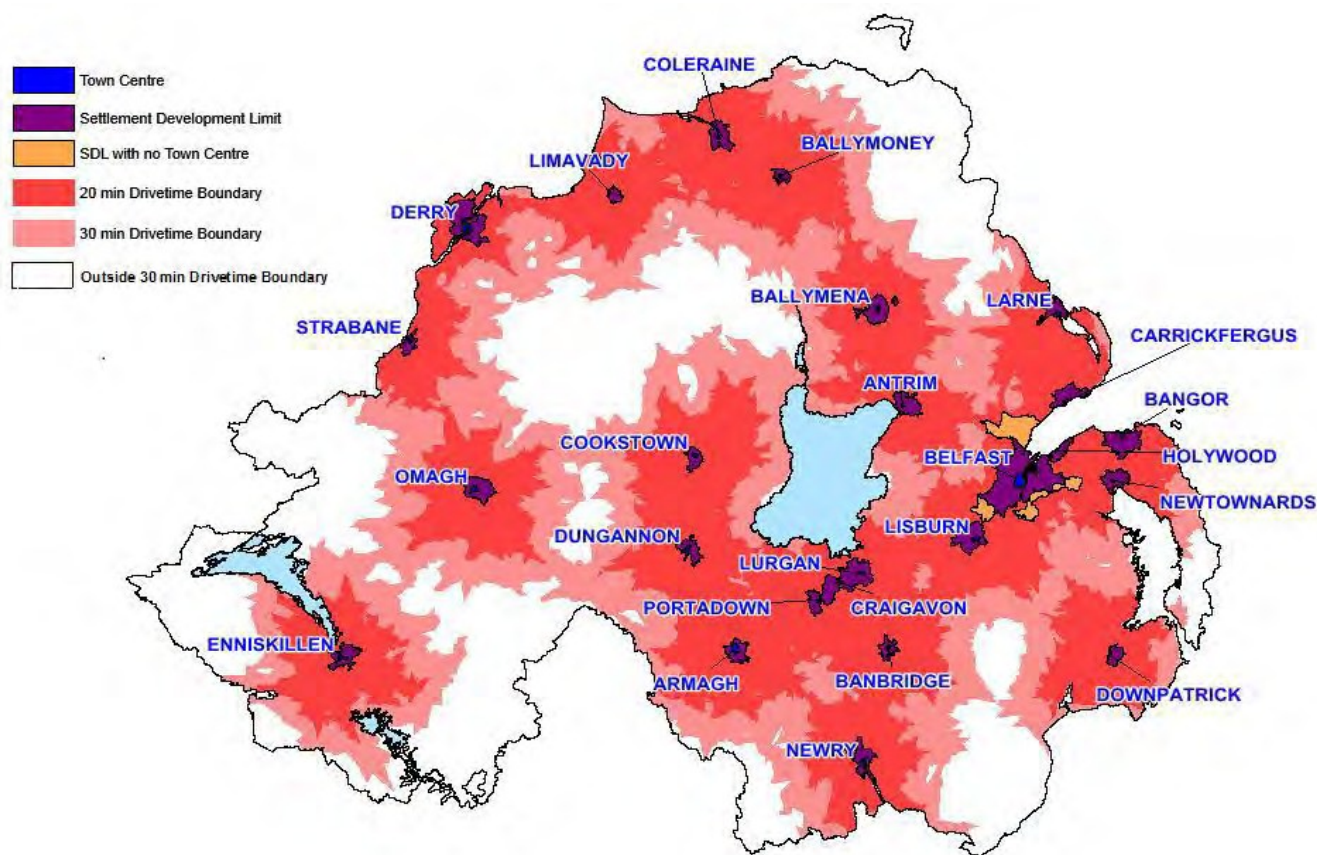 Town Centre
Settlement Development Limit
SDL with no Town Centre
20 min Drivetime Boundary
30 min Drivetime Boundary
Outside 30 min Drivetime Boundary
COLERAINE
BALLYMONEY
LIMAVADY
DERRY
BALLYMENA
LARNE
STRABANE
CARRICKFERGUS
ANTRIM
BANGOR
COOKSTOWN
BELFAST
HOLYWOOD
OMAGH
NEWTOWNARDS
LISBURN
DUNGANNON
LURGAN
PORTADOWN
CRAIGAVON
ENNISKILLEN
ARMAGH
BANBRIDGE
DOWNPATRICK
NEWRY